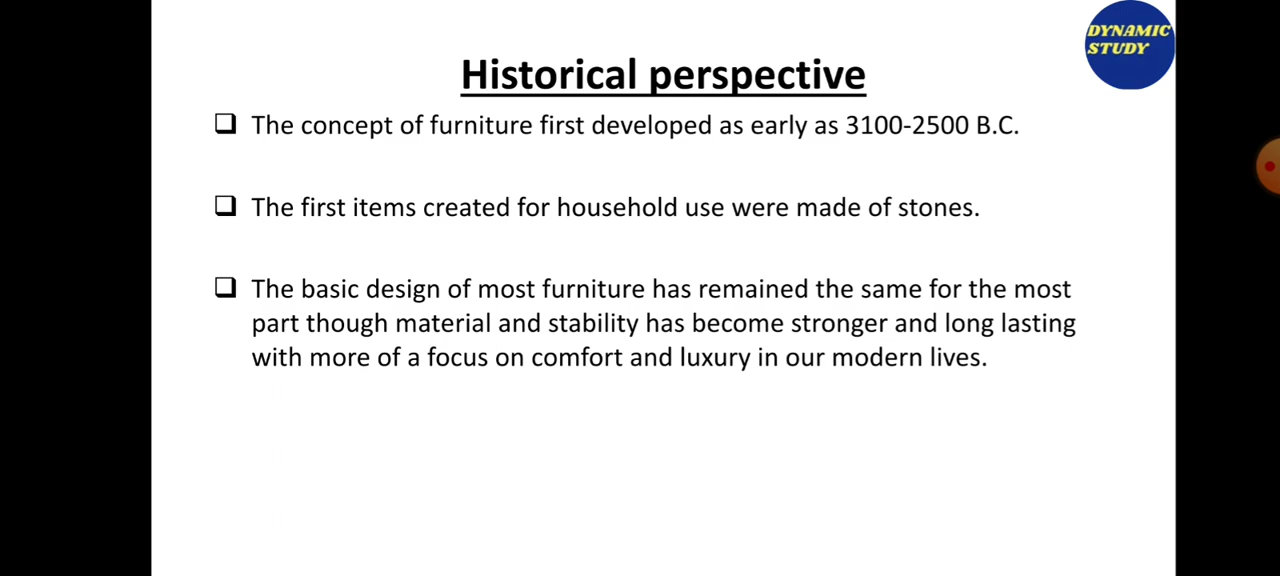 DYNAMIC
STUDY
Historical perspective
The concept of furniture first developed as early as 3100-2500 B.C.
The first items created for household use were made of stones.
The basic design of most furniture has remained the same for the most
part though material and stability has become stronger and long lasting
with more of a focus on comfort and luxury in our modern lives.